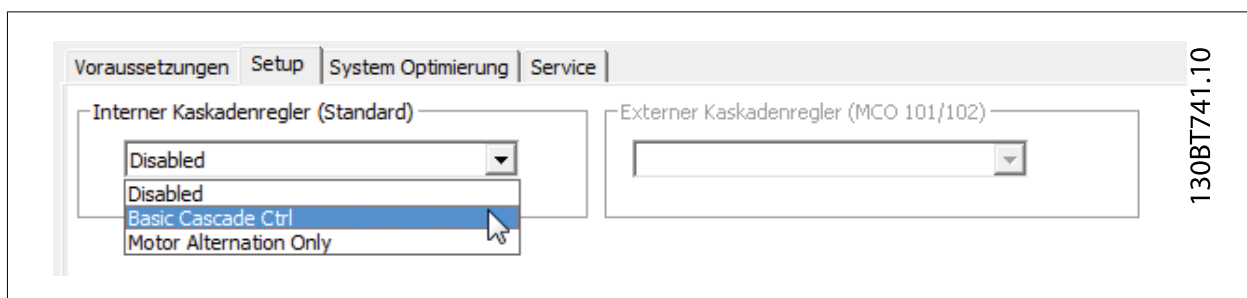 Voraussetzungen Setup System Optimierung Service
Interner Kaskadenregler (Standard)
Externer Kaskadenregler (MCO 101/102)
Disabled
Disabled
Basic Cascade Ctrl
Motor Alternation Only
130BT741.10